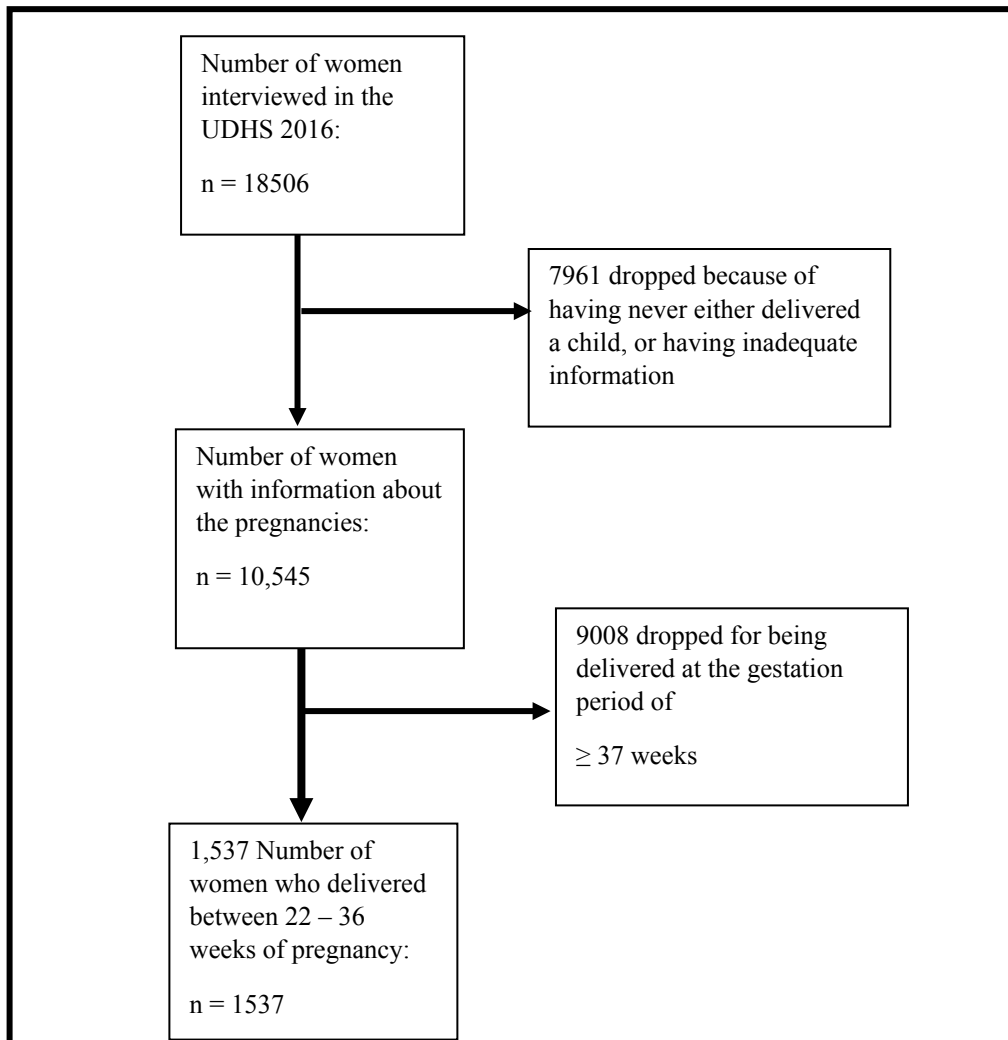 Number of women
interviewed in the
UDHS 2016:
n = 18506
7961 dropped because of
having never either delivered
a child, or having inadequate
information
Number of women
with information about
the pregnancies:
n = 10,545
9008 dropped for being
delivered at the gestation
period of
≥ 37 weeks
1,537 Number of
women who delivered
between 22 – 36
weeks of pregnancy:
n = 1537